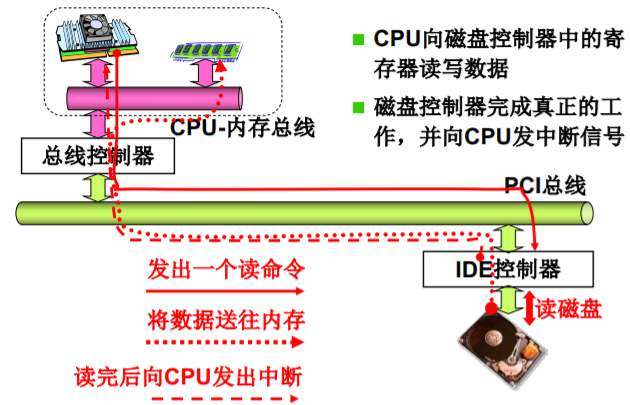 CPU向磁盘控制器中的寄
存器读写数据
磁盘控制器完成真正的工
作，并向CPU发中断信号
CPU-内存总线
总线控制器
PCI总线
IDE控制器
读磁盘
发出一个读命令
将数据送往内存
读完后向CPU发出中断